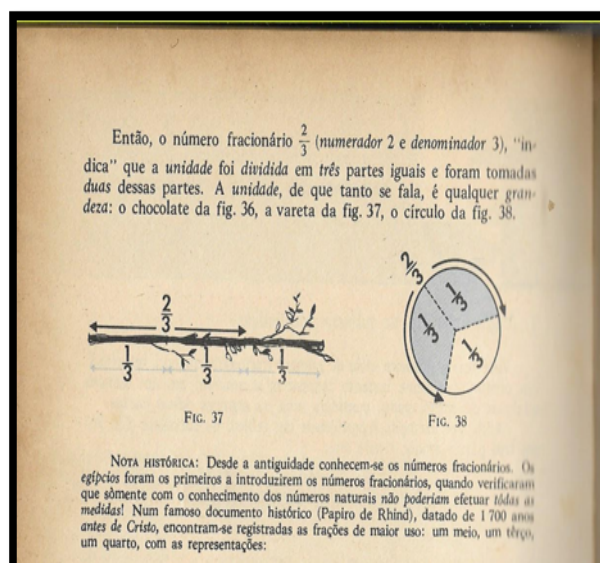 Então, o número fracionário 2/3 (numerador 2 e denominador 3), "in-
dica" que a unidade foi dividida em três partes iguais e foram tomadas
duas dessas partes. A unidade, de que tanto se fala, é qualquer gran-
deza: o chocolate da fig. 36, a vareta da fig. 37, o círculo da fig. 38.
2/3
1/3 1/3 1/3
FIG. 37
2/3
1/3
1/3
1/3
FIG. 38
NOTA HISTÓRICA: Desde a antiguidade conhecem-se os números fracionários. Os
egípcios foram os primeiros a introduzirem os números fracionários, quando verificaram
que sòmente com o conhecimento dos números naturais não poderiam efetuar tôdas as
medidas! Num famoso documento histórico (Papiro de Rhind), datado de 1 700 anos
antes de Cristo, encontram-se registradas as frações de maior uso: um meio, um têrço,
um quarto, com as representações: